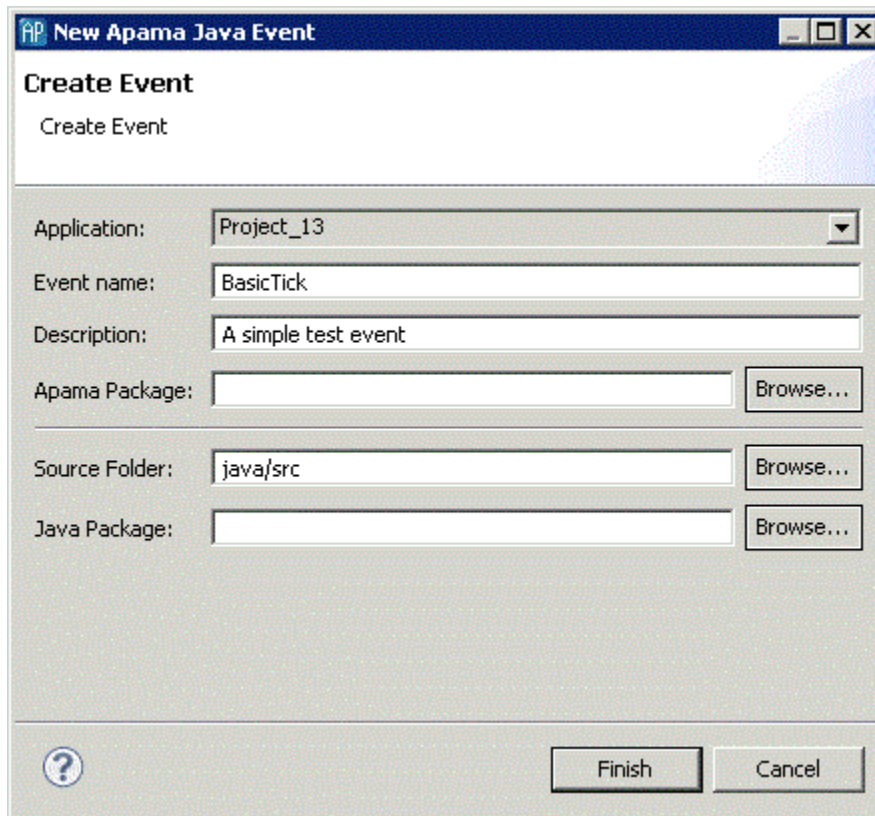 AP New Apama Java Event
Create Event
Create Event
Application: Project_13
Event name: BasicTick
Description: A simple test event
Apama Package: Browse...
Source Folder: java/src Browse...
Java Package: Browse...
? Finish Cancel